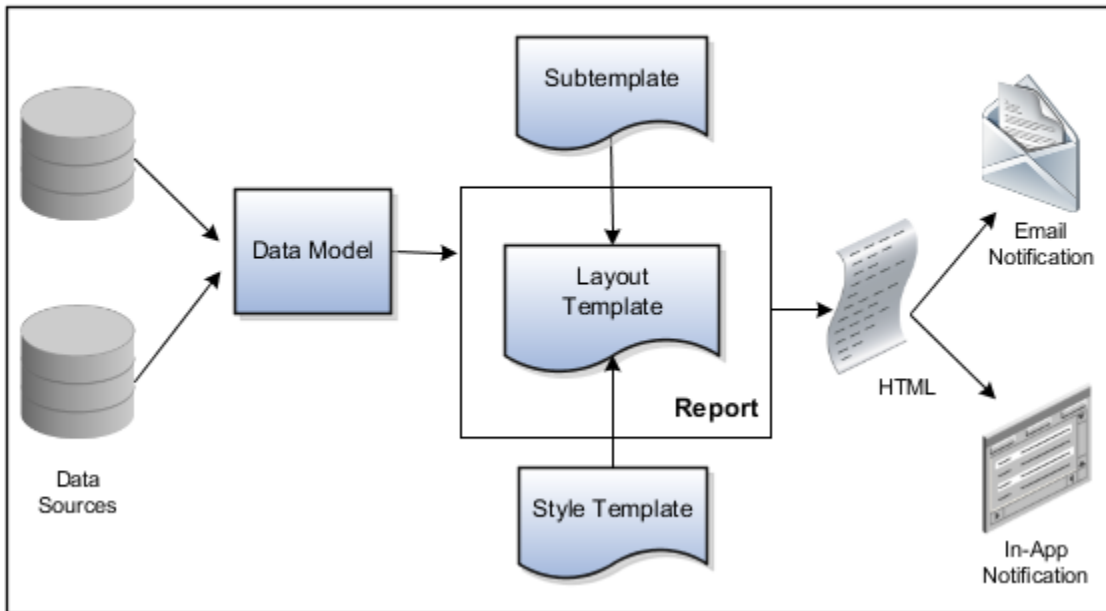 Subtemplate
Data Model
Layout
Template
Report
Style Template
Data
Sources
HTML
Email
Notification
In-App
Notification